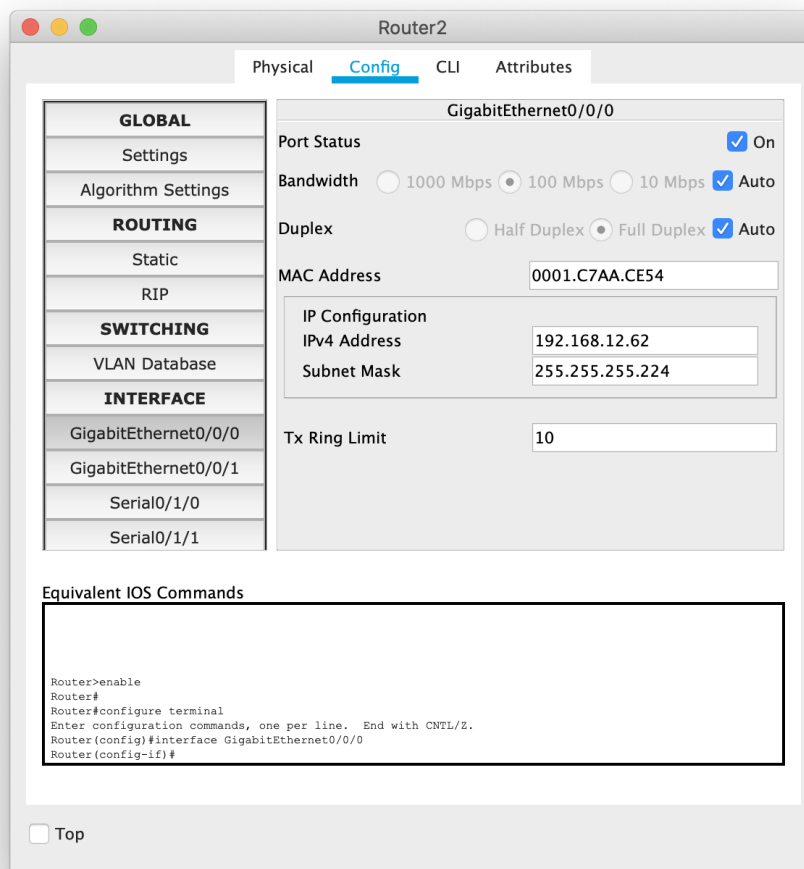 Router2
Physical Config CLI Attributes
GLOBAL
Settings
Algorithm Settings
ROUTING
Static
RIP
SWITCHING
VLAN Database
INTERFACE
GigabitEthernet0/0/0
GigabitEthernet0/0/1
Serial0/1/0
Serial0/1/1
GigabitEthernet0/0/0
Port Status On
Bandwidth 1000 Mbps 100 Mbps 10 Mbps Auto
Duplex Half Duplex Full Duplex Auto
MAC Address 0001.C7AA.CE54
IP Configuration
IPv4 Address 192.168.12.62
Subnet Mask 255.255.255.224
Tx Ring Limit 10
Equivalent IOS Commands
Router>enable
Router#
Router#configure terminal
Enter configuration commands, one per line. End with CNTL/Z.
Router(config)#interface GigabitEthernet0/0/0
Router(config-if)#
Top